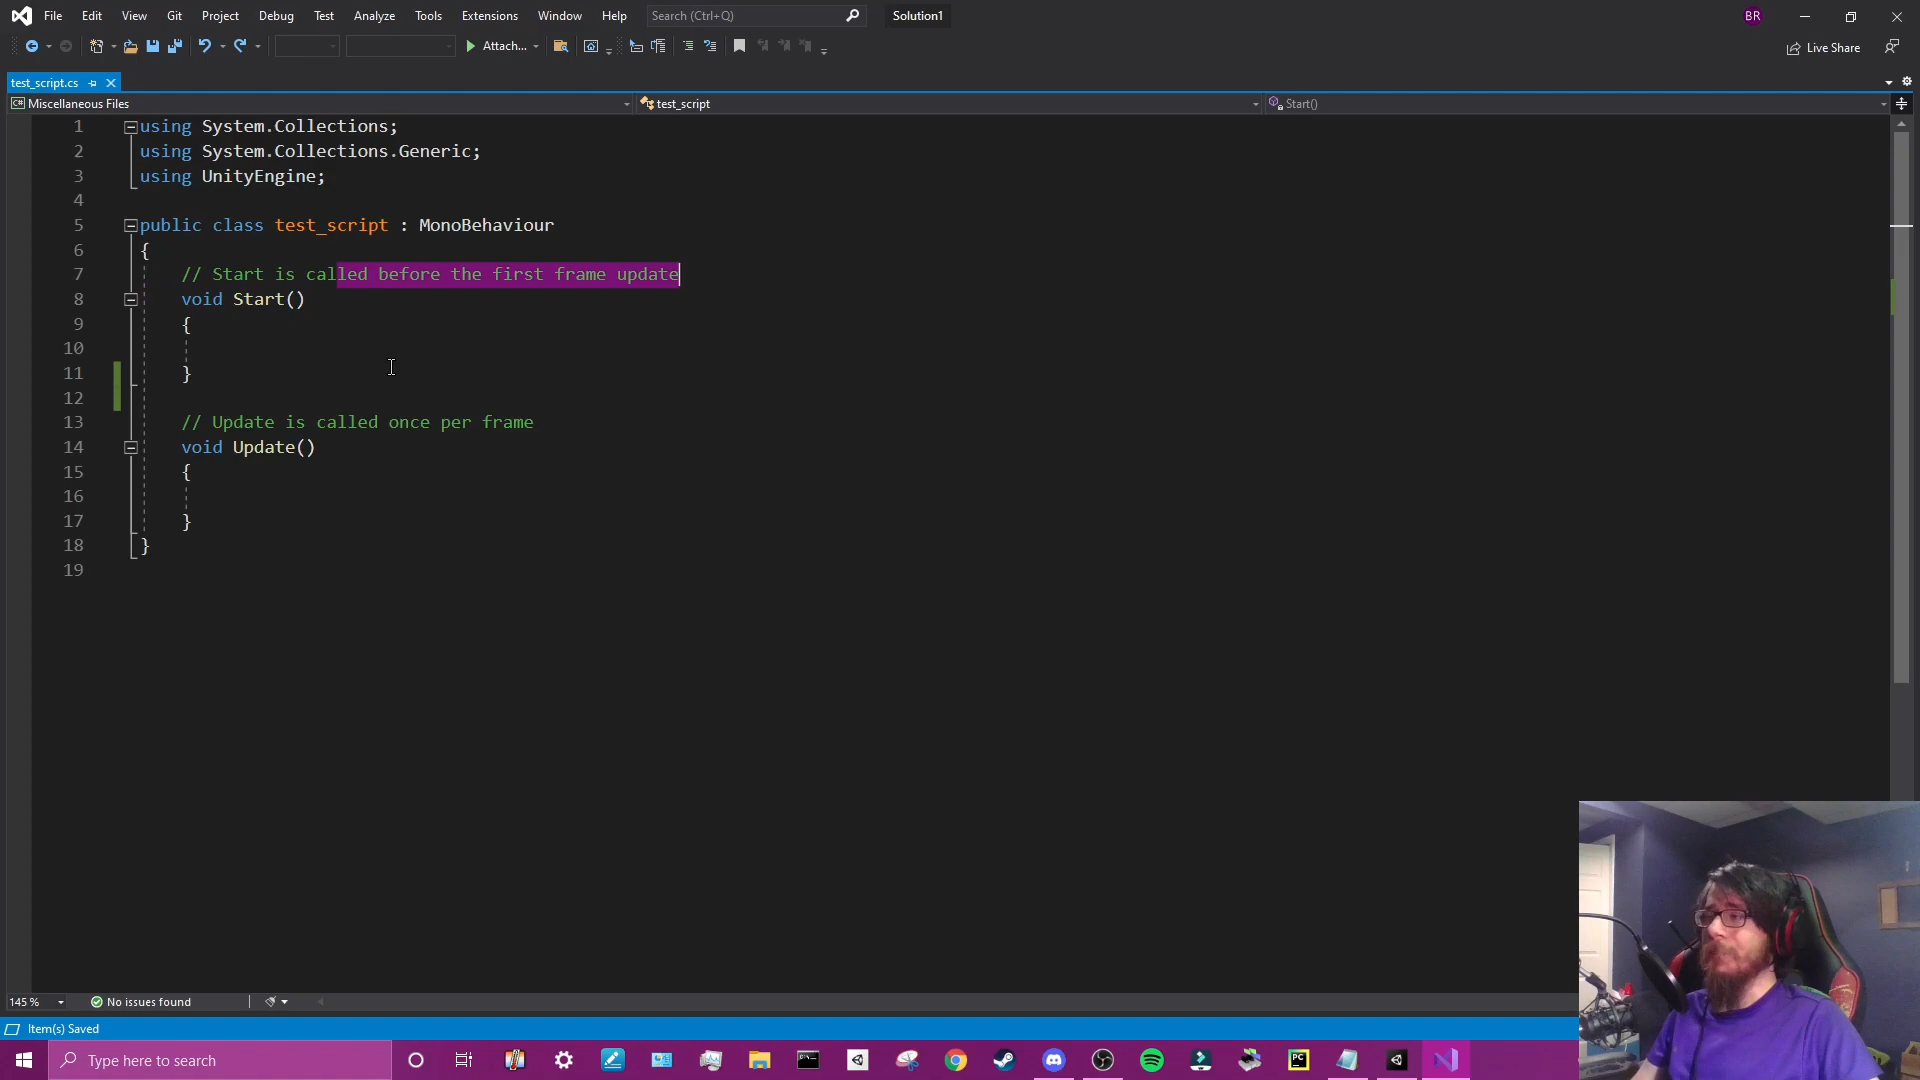 File Edit View Git Project Debug Test Analyze Tools Extensions Window Help Search (Ctrl+Q) Solution1 BR
Attach... Live Share
test_script.cs
C# Miscellaneous Files test_script Start()
1 using System.Collections;
2 using System.Collections.Generic;
3 using UnityEngine;
4
5 public class test_script : MonoBehaviour
6 {
7 // Start is called before the first frame update
8 void Start()
9 {
10
11 }
12
13 // Update is called once per frame
14 void Update()
15 {
16
17 }
18 }
19
145 % No issues found
Item(s) Saved
Type here to search PC